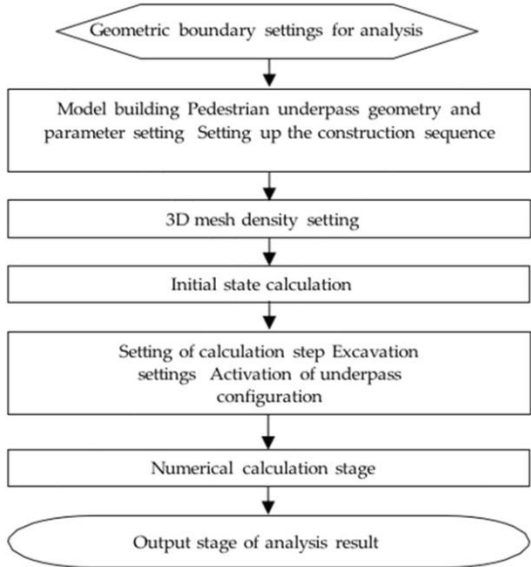 Geometric boundary settings for analysis
Model building Pedestrian underpass geometry and
parameter setting Setting up the construction sequence
3D mesh density setting
Initial state calculation
Setting of calculation step Excavation
settings Activation of underpass
configuration
Numerical calculation stage
Output stage of analysis result